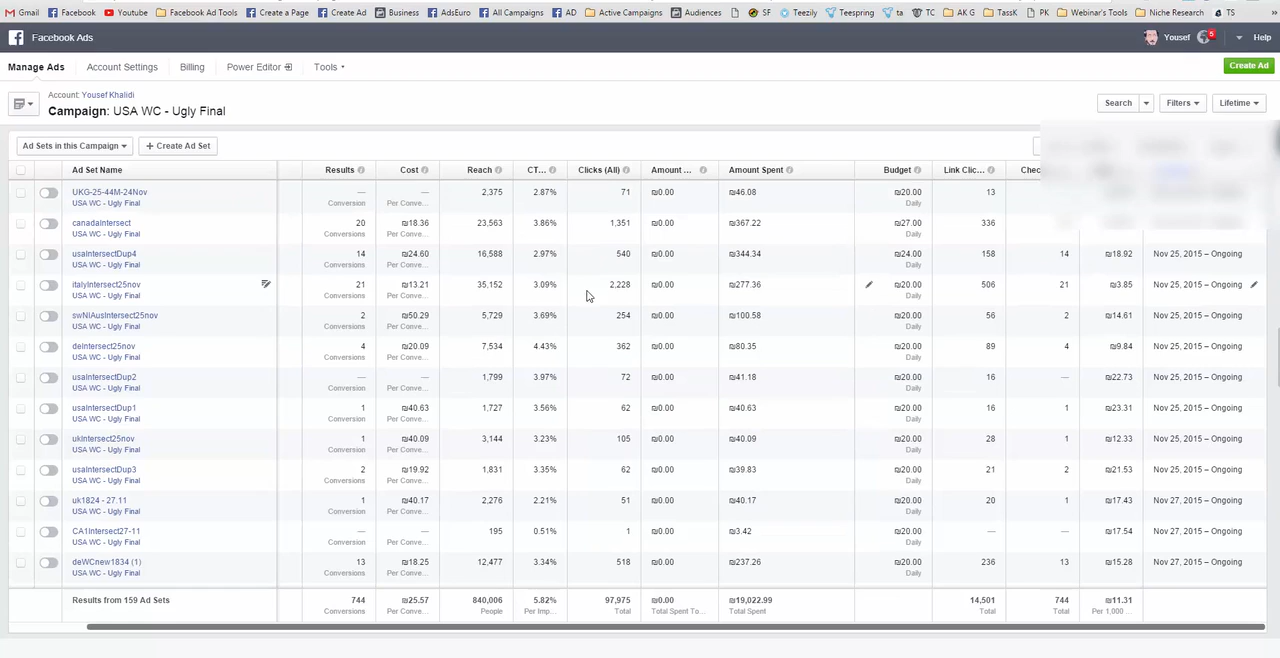 Gmail Facebook Youtube Facebook Ad Tools Create a Page Create Ad Business AdsEuro All Campaigns AD Active Campaigns Audiences SF Teezily Teespring ta TC AK G TassK PK Webinar's Tools Niche Research TS »
Facebook Ads Yousef 5 Help
Manage Ads Account Settings Billing Power Editor Tools Create Ad
Account: Yousef Khalidi
Campaign: USA WC - Ugly Final Search Filters Lifetime
Ad Sets in this Campaign + Create Ad Set
Ad Set Name Results Cost Reach CT... Clicks (All) Amount ... Amount Spent Budget Link Clic... Chec
UKG-25-44M-24Nov — — 2,375 2.87% 71 ₪0.00 ₪46.08 ₪20.00 13
USA WC - Ugly Final Conversion Per Conve... Daily
canadaIntersect 20 ₪18.36 23,563 3.86% 1,351 ₪0.00 ₪367.22 ₪27.00 336
USA WC - Ugly Final Conversions Per Conve... Daily
usaIntersectDup4 14 ₪24.60 16,588 2.97% 540 ₪0.00 ₪344.34 ₪24.00 158 14 ₪18.92 Nov 25, 2015 – Ongoing
USA WC - Ugly Final Conversions Per Conve... Daily
italyIntersect25nov 21 ₪13.21 35,152 3.09% 2,228 ₪0.00 ₪277.36 ₪20.00 506 21 ₪3.85 Nov 25, 2015 – Ongoing
USA WC - Ugly Final Conversions Per Conve... Daily
swNlAusIntersect25nov 2 ₪50.29 5,729 3.69% 254 ₪0.00 ₪100.58 ₪20.00 56 2 ₪14.61 Nov 25, 2015 – Ongoing
USA WC - Ugly Final Conversions Per Conve... Daily
deIntersect25nov 4 ₪20.09 7,534 4.43% 362 ₪0.00 ₪80.35 ₪20.00 89 4 ₪9.84 Nov 25, 2015 – Ongoing
USA WC - Ugly Final Conversions Per Conve... Daily
usaIntersectDup2 — — 1,799 3.97% 72 ₪0.00 ₪41.18 ₪20.00 16 — ₪22.73 Nov 25, 2015 – Ongoing
USA WC - Ugly Final Conversion Per Conve... Daily
usaIntersectDup1 1 ₪40.63 1,727 3.56% 62 ₪0.00 ₪40.63 ₪20.00 16 1 ₪23.31 Nov 25, 2015 – Ongoing
USA WC - Ugly Final Conversion Per Conve... Daily
ukIntersect25nov 1 ₪40.09 3,144 3.23% 105 ₪0.00 ₪40.09 ₪20.00 28 1 ₪12.33 Nov 25, 2015 – Ongoing
USA WC - Ugly Final Conversion Per Conve... Daily
usaIntersectDup3 2 ₪19.92 1,831 3.35% 62 ₪0.00 ₪39.83 ₪20.00 21 2 ₪21.53 Nov 25, 2015 – Ongoing
USA WC - Ugly Final Conversions Per Conve... Daily
uk1824 - 27.11 1 ₪40.17 2,276 2.21% 51 ₪0.00 ₪40.17 ₪20.00 20 1 ₪17.43 Nov 27, 2015 – Ongoing
USA WC - Ugly Final Conversion Per Conve... Daily
CA1Intersect27-11 — — 195 0.51% 1 ₪0.00 ₪3.42 ₪20.00 — — ₪17.54 Nov 27, 2015 – Ongoing
USA WC - Ugly Final Conversion Per Conve... Daily
deWCnew1834 (1) 13 ₪18.25 12,477 3.34% 518 ₪0.00 ₪237.26 ₪20.00 236 13 ₪15.28 Nov 27, 2015 – Ongoing
USA WC - Ugly Final Conversions Per Conve... Daily
Results from 159 Ad Sets 744 ₪25.57 840,006 5.82% 97,975 ₪0.00 ₪19,022.99 14,501 744 ₪11.31
Conversions Per Conve... People Per Imp... Total Total Spent To... Total Spent Total Total Per 1,000 ...